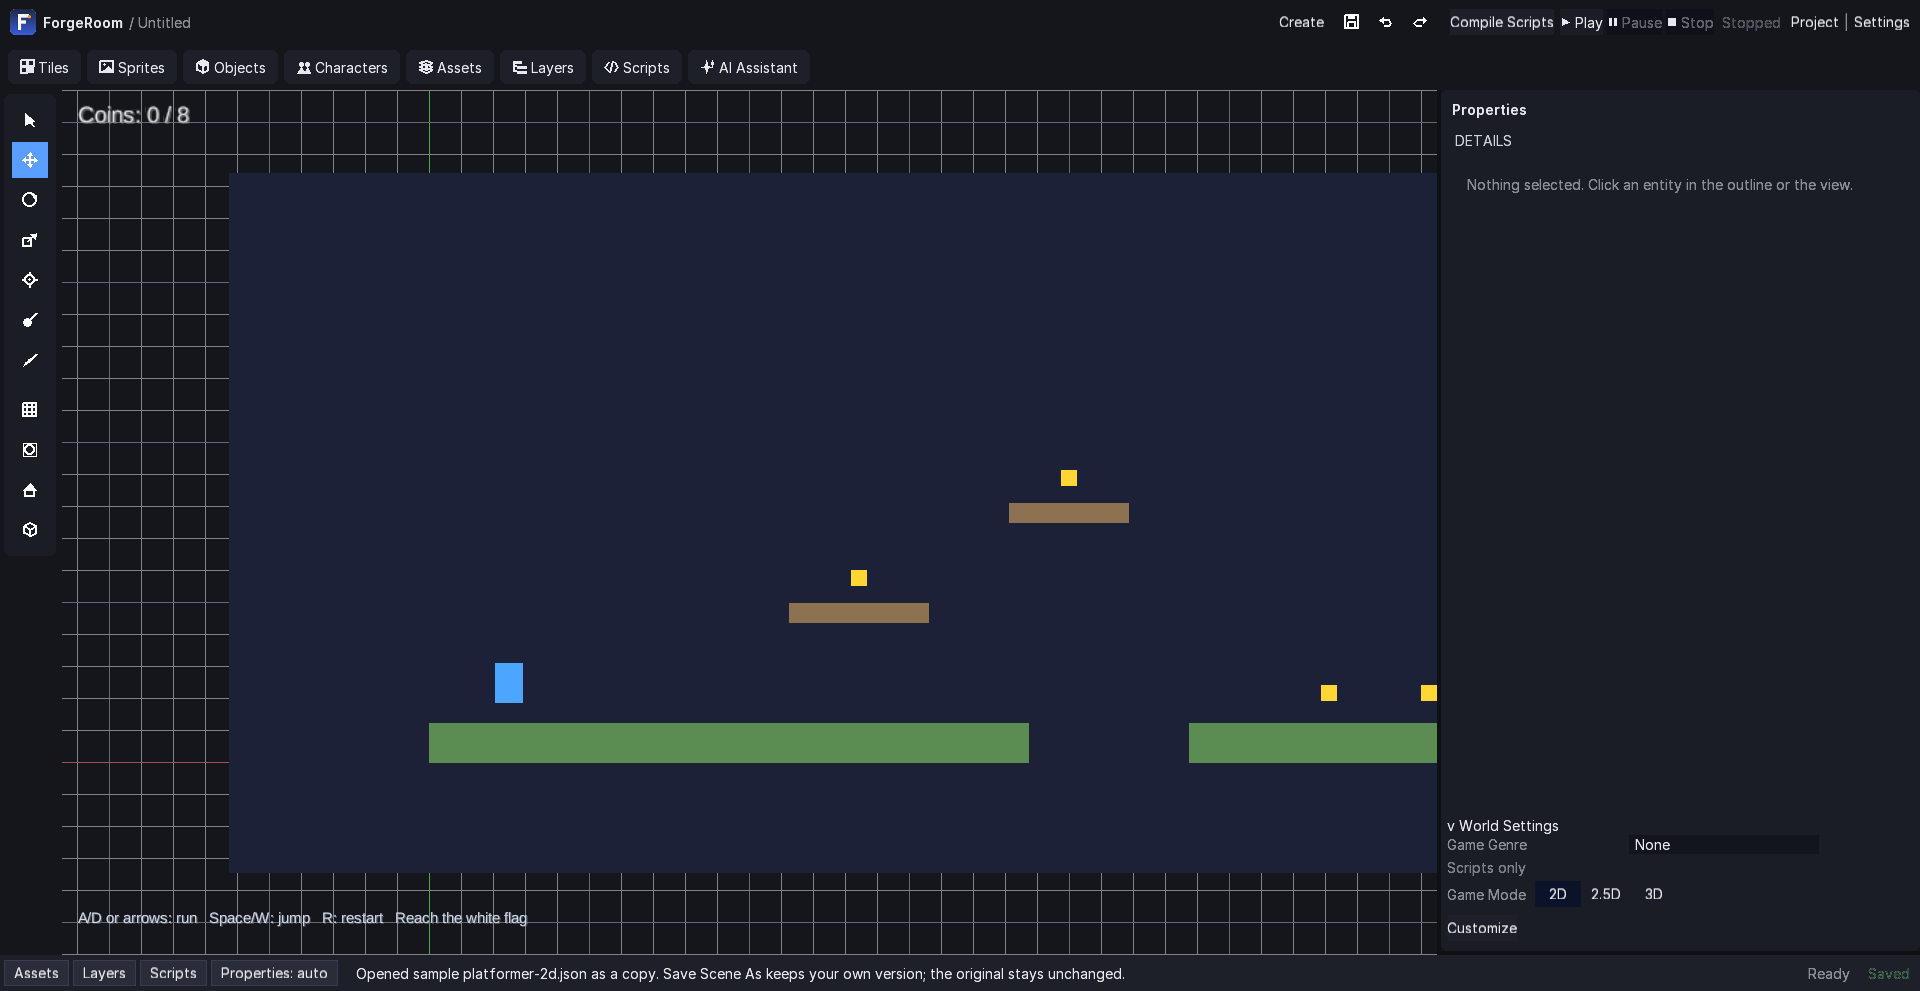 ForgeRoom / Untitled
Create Compile Scripts Play Pause Stop Stopped Project | Settings
Tiles Sprites Objects Characters Assets Layers Scripts AI Assistant
Coins: 0 / 8
Properties
DETAILS
Nothing selected. Click an entity in the outline or the view.
v World Settings
Game Genre None
Scripts only
Game Mode 2D 2.5D 3D
Customize
A/D or arrows: run Space/W: jump R: restart Reach the white flag
Assets Layers Scripts Properties: auto Opened sample platformer-2d.json as a copy. Save Scene As keeps your own version; the original stays unchanged. Ready Saved